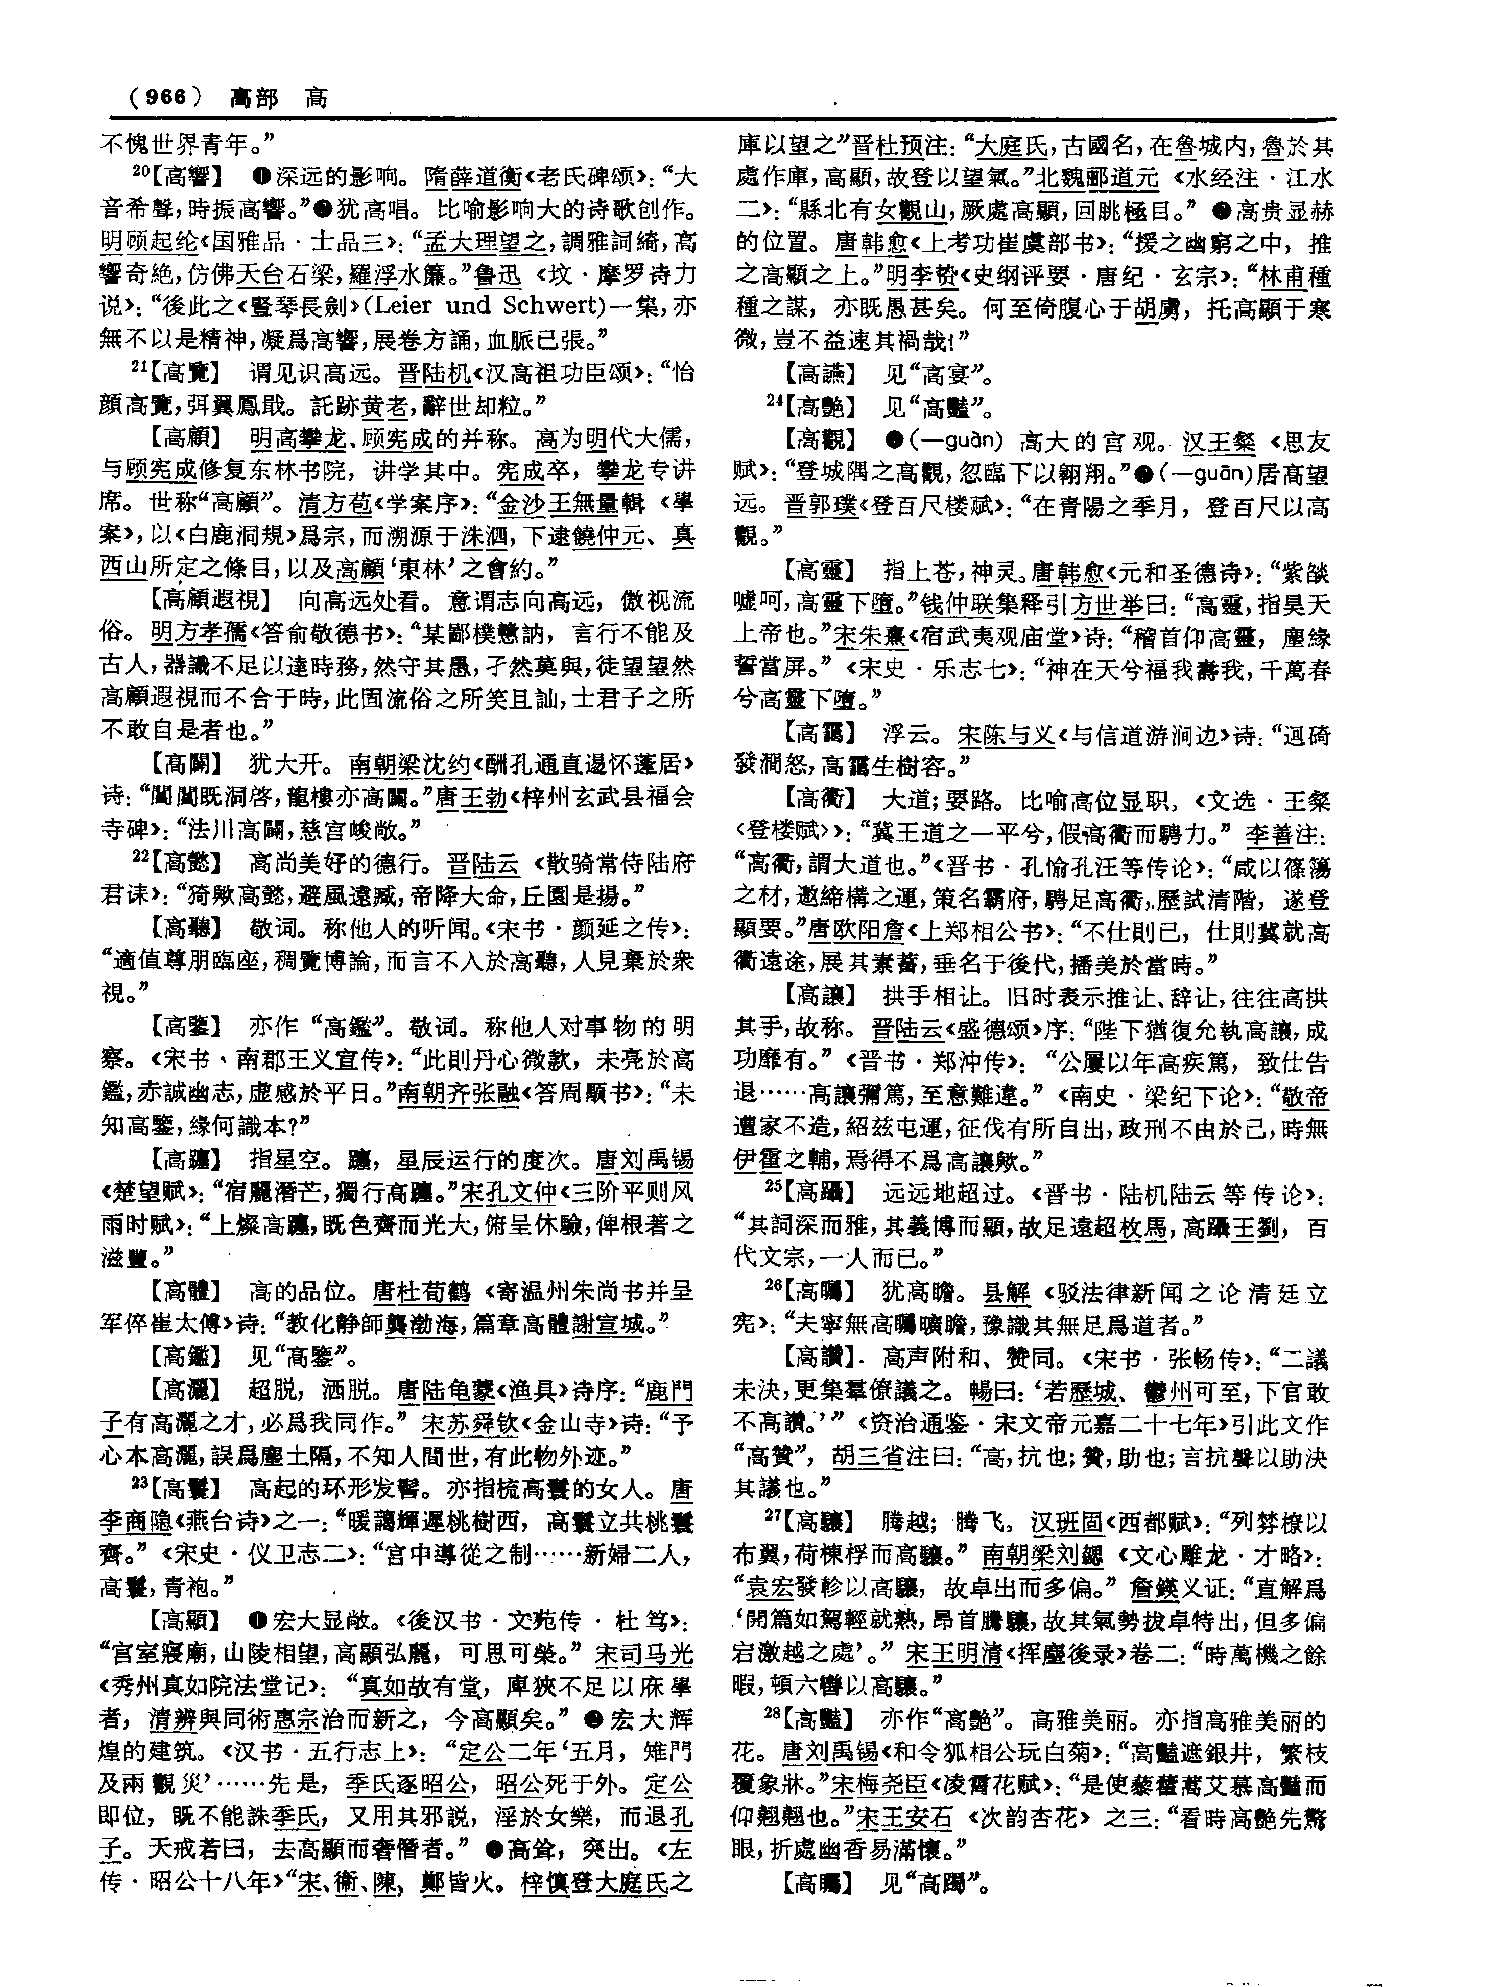 (966) 高部 高
不愧世界青年。”
20【高響】 ❶深远的影响。隋薛道衡《老氏碑颂》：“大
音希聲，時振高響。”❷犹高唱。比喻影响大的诗歌创作。
明顾起纶《国雅品·士品三》：“孟大理望之，調雅詞綺，高
響奇絶，仿佛天台石梁，羅浮水簾。”鲁迅《坟·摩罗诗力
说》：“後此之《豎琴長劍》(Leier und Schwert)一集，亦
無不以是精神，凝爲高響，展卷方誦，血脈已張。”
21【高覽】 谓见识高远。晋陆机《汉高祖功臣颂》：“怡
顔高覽，弭翼鳳戢。託跡黄老，辭世却粒。”
【高顧】 明高攀龙、顾宪成的并称。高为明代大儒，
与顾宪成修复东林书院，讲学其中。宪成卒，攀龙专讲
席。世称“高顧”。清方苞《学案序》：“金沙王無量輯《學
案》，以《白鹿洞規》爲宗，而溯源于洙泗，下逮饒仲元、真
西山所定之條目，以及高顧‘東林’之會約。”
【高顧遐視】 向高远处看。意谓志向高远，傲视流
俗。明方孝孺《答俞敬德书》：“某鄙樸戇訥，言行不能及
古人，器識不足以達時務，然守其愚，孑然莫與，徒望望然
高顧遐視而不合于時，此固流俗之所笑且訕，士君子之所
不敢自是者也。”
【高闢】 犹大开。南朝梁沈约《酬孔通直逷怀蓬居》
诗：“閶闔既洞啓，龍樓亦高闢。”唐王勃《梓州玄武县福会
寺碑》：“法川高闢，慈宫峻敞。”
22【高懿】 高尚美好的德行。晋陆云《散骑常侍陆府
君诔》：“猗歟高懿，避風遠臧，帝降大命，丘園是揚。”
【高聽】 敬词。称他人的听闻。《宋书·颜延之传》：
“適值尊朋臨座，稠覽博論，而言不入於高聽，人見棄於衆
視。”
【高鑒】 亦作“高鑑”。敬词。称他人对事物的明
察。《宋书·南郡王义宣传》：“此則丹心微款，未亮於高
鑑，赤誠幽志，虚感於平日。”南朝齐张融《答周颙书》：“未
知高鑒，緣何識本？”
【高躔】 指星空。躔，星辰运行的度次。唐刘禹锡
《楚望赋》：“宿麗潛芒，獨行高躔。”宋孔文仲《三阶平则风
雨时赋》：“上燦高躔，既色齊而光大，俯呈休驗，俾根著之
滋豐。”
【高體】 高的品位。唐杜荀鹤《寄温州朱尚书并呈
军倅崔太傅》诗：“教化静師龔渤海，篇章高體謝宣城。”
【高鑑】 见“高鑒”。
【高灑】 超脱，洒脱。唐陆龟蒙《渔具》诗序：“鹿門
子有高灑之才，必爲我同作。”宋苏舜钦《金山寺》诗：“予
心本高灑，誤爲塵土隔，不知人間世，有此物外迹。”
23【高鬟】 高起的环形发髻。亦指梳高鬟的女人。唐
李商隐《燕台诗》之一：“暖藹輝遲桃樹西，高鬟立共桃鬟
齊。”《宋史·仪卫志二》：“宫中導從之制……新婦二人，
高鬟，青袍。”
【高顯】 ❶宏大显敞。《後汉书·文苑传·杜笃》：
“宫室寢廟，山陵相望，高顯弘麗，可思可榮。”宋司马光
《秀州真如院法堂记》：“真如故有堂，庳狹不足以庥學
者，清辨與同術惠宗治而新之，今高顯矣。”❷宏大辉
煌的建筑。《汉书·五行志上》：“定公二年‘五月，雉門
及兩觀災’……先是，季氏逐昭公，昭公死于外。定公
即位，既不能誅季氏，又用其邪説，淫於女樂，而退孔
子。天戒若曰，去高顯而奢僭者。”❸高耸，突出。《左
传·昭公十八年》“宋、衛、陳、鄭皆火。梓慎登大庭氏之
庫以望之”晋杜预注：“大庭氏，古國名，在魯城内，魯於其
處作庫，高顯，故登以望氣。”北魏郦道元《水经注·江水
二》：“縣北有女觀山，厥處高顯，回眺極目。”❹高贵显赫
的位置。唐韩愈《上考功崔虞部书》：“援之幽窮之中，推
之高顯之上。”明李贽《史纲评要·唐纪·玄宗》：“林甫種
種之謀，亦既愚甚矣。何至倚腹心于胡虜，托高顯于寒
微，豈不益速其禍哉！”
【高讌】 见“高宴”。
24【高艶】 见“高豔”。
【高觀】 ❶(—guàn)高大的宫观。汉王粲《思友
赋》：“登城隅之高觀，忽臨下以翱翔。”❷(—guān)居高望
远。晋郭璞《登百尺楼赋》：“在青陽之季月，登百尺以高
觀。”
【高靈】 指上苍，神灵。唐韩愈《元和圣德诗》：“紫燄
嘘呵，高靈下墮。”钱仲联集释引方世举曰：“高靈，指昊天
上帝也。”宋朱熹《宿武夷观庙堂》诗：“稽首仰高靈，塵緣
誓當屏。”《宋史·乐志七》：“神在天兮福我壽我，千萬春
兮高靈下墮。”
【高靄】 浮云。宋陈与义《与信道游涧边》诗：“迴碕
發澗怒，高靄生樹容。”
【高衢】 大道；要路。比喻高位显职，《文选·王粲
〈登楼赋〉》：“冀王道之一平兮，假高衢而騁力。”李善注：
“高衢，謂大道也。”《晋书·孔愉孔汪等传论》：“咸以篠簜
之材，邀締構之運，策名霸府，騁足高衢，歷試清階，遂登
顯要。”唐欧阳詹《上郑相公书》：“不仕則已，仕則冀就高
衢遠途，展其素蓄，垂名于後代，播美於當時。”
【高讓】 拱手相让。旧时表示推让、辞让，往往高拱
其手，故称。晋陆云《盛德颂》序：“陛下猶復允執高讓，成
功靡有。”《晋书·郑沖传》：“公屢以年高疾篤，致仕告
退……高讓彌篤，至意難違。”《南史·梁纪下论》：“敬帝
遭家不造，紹兹屯運，征伐有所自出，政刑不由於己，時無
伊霍之輔，焉得不爲高讓歟。”
25【高躡】 远远地超过。《晋书·陆机陆云等传论》：
“其詞深而雅，其義博而顯，故足遠超枚馬，高躡王劉，百
代文宗，一人而已。”
26【高矚】 犹高瞻。县解《驳法律新闻之论清廷立
宪》：“夫寧無高矚曠瞻，豫識其無足爲道者。”
【高讚】 高声附和、赞同。《宋书·张畅传》：“二議
未決，更集羣僚議之。暢曰：‘若歷城、鬱州可至，下官敢
不高讚。’”《资治通鉴·宋文帝元嘉二十七年》引此文作
“高贊”，胡三省注曰：“高，抗也；贊，助也；言抗聲以助決
其議也。”
27【高驤】 腾越；腾飞。汉班固《西都赋》：“列棼橑以
布翼，荷棟桴而高驤。”南朝梁刘勰《文心雕龙·才略》：
“袁宏發軫以高驤，故卓出而多偏。”詹鍈义证：“直解爲
‘開篇如駕輕就熟，昂首騰驤，故其氣勢拔卓特出，但多偏
宕激越之處’。”宋王明清《挥麈後录》卷二：“時萬機之餘
暇，頓六轡以高驤。”
28【高豔】 亦作“高艶”。高雅美丽。亦指高雅美丽的
花。唐刘禹锡《和令狐相公玩白菊》：“高豔遮銀井，繁枝
覆象牀。”宋梅尧臣《凌霄花赋》：“是使藜藿蒿艾慕高豔而
仰翹翹也。”宋王安石《次韵杏花》之三：“看時高艶先驚
眼，折處幽香易滿懷。”
【高躅】 见“高躅”。